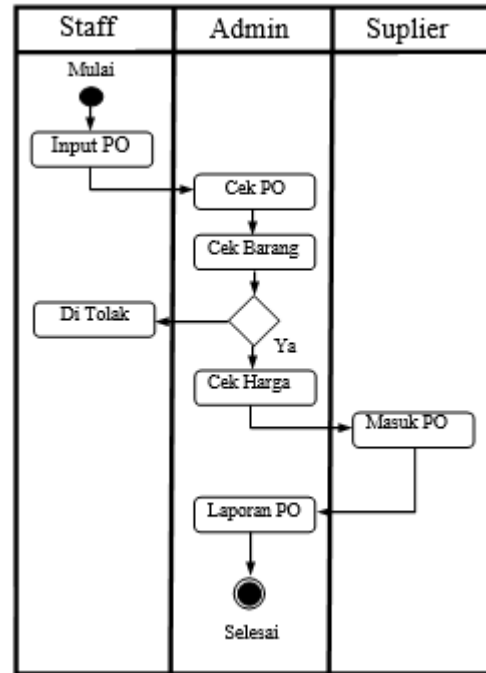 Staff
Admin
Suplier
Mulai
Input PO
Cek PO
Cek Barang
Di Tolak
Ya
Cek Harga
Masuk PO
Laporan PO
Selesai